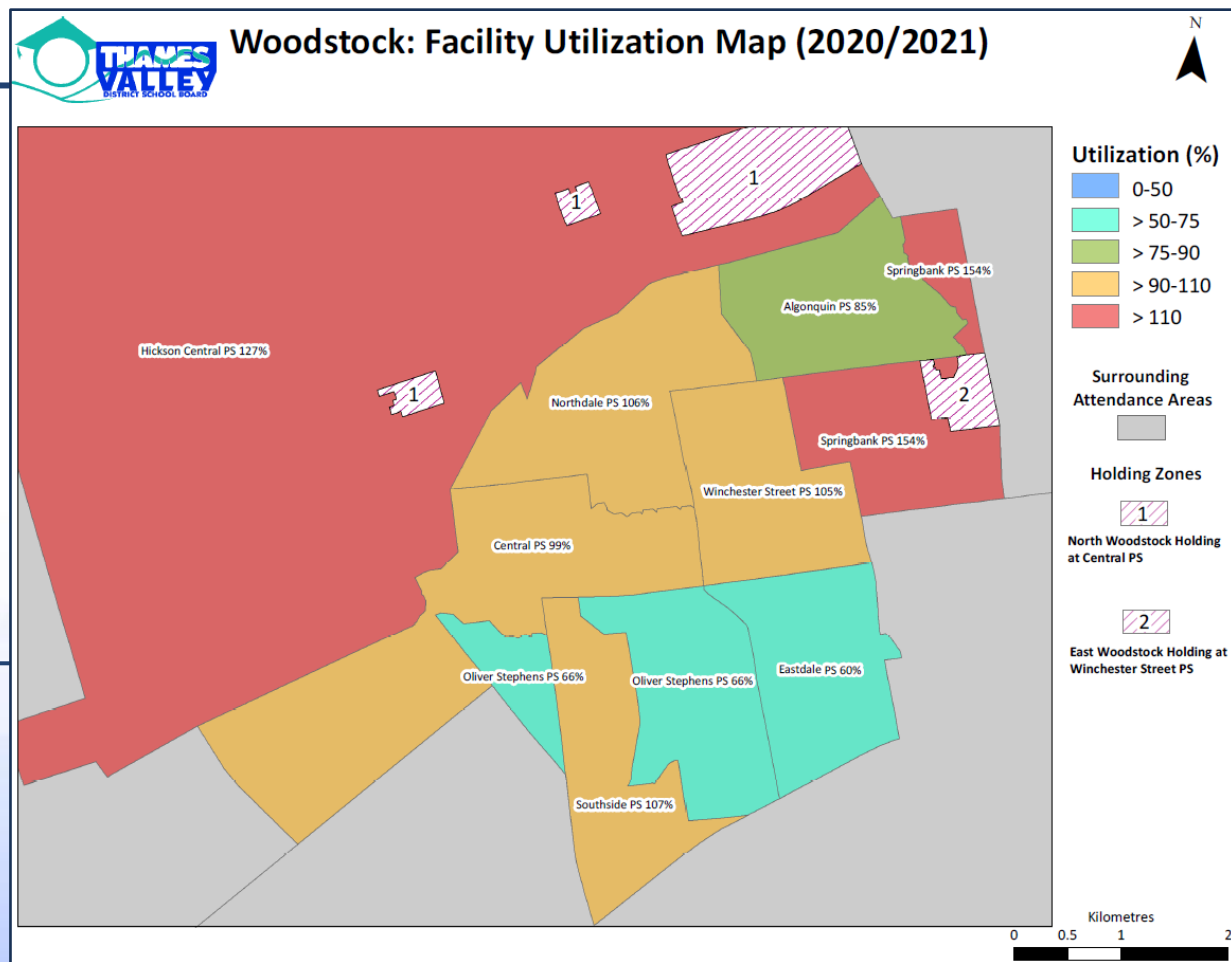 THAMES
VALLEY
DISTRICT SCHOOL BOARD
Woodstock: Facility Utilization Map (2020/2021)
N
1
1
Springbank PS 154%
Algonquin PS 85%
Hickson Central PS 127%
1
Northdale PS 106%
2
Springbank PS 154%
Winchester Street PS 105%
Central PS 99%
Oliver Stephens PS 66%
Oliver Stephens PS 66%
Eastdale PS 60%
Southside PS 107%
Utilization (%)
0-50
> 50-75
> 75-90
> 90-110
> 110
Surrounding
Attendance Areas
Holding Zones
1
North Woodstock Holding
at Central PS
2
East Woodstock Holding at
Winchester Street PS
Kilometres
0 0.5 1 2